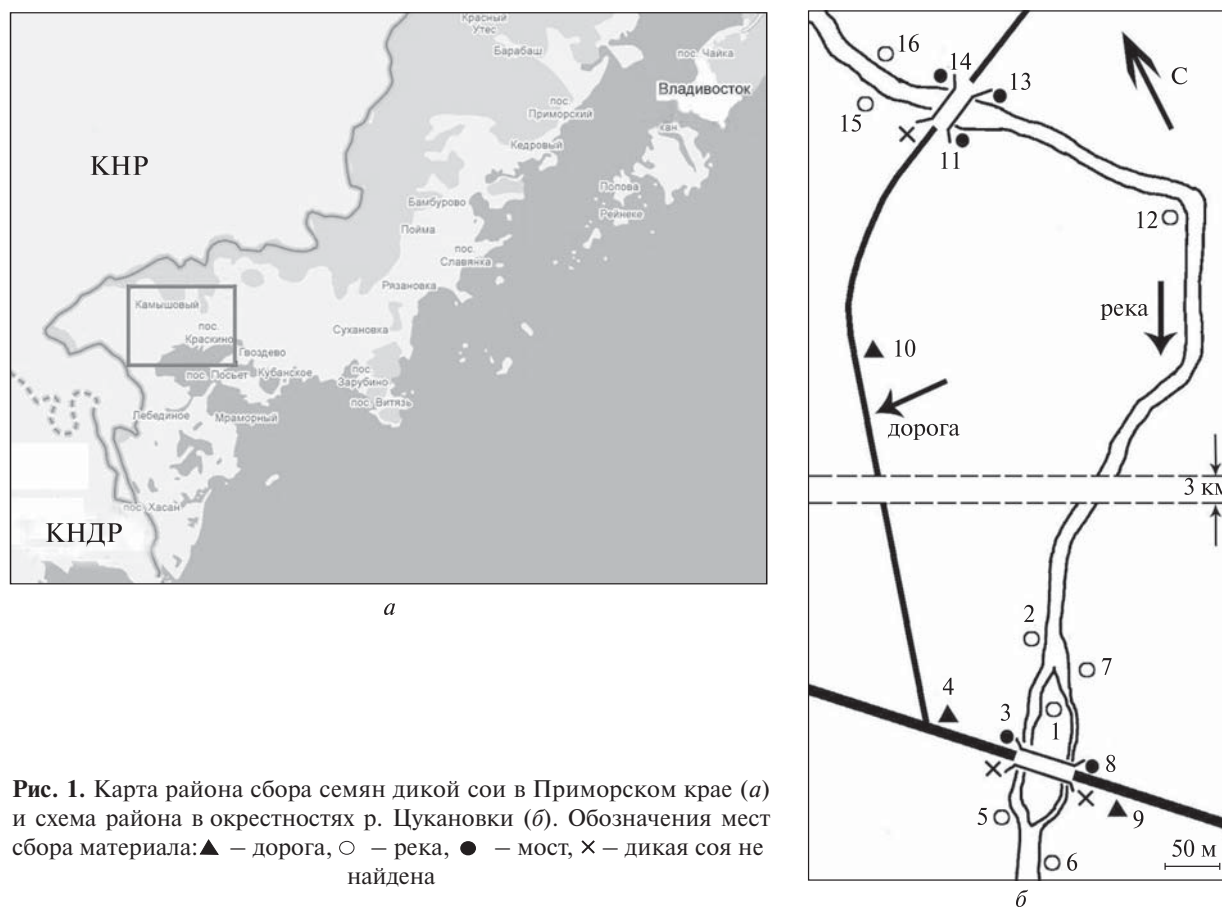 Красный
Утес
Барабаш
пос. Чайка
Владивосток
пос.
Приморский
КНР
Кедровый
Попова
Рейнеке
Бамбурово
Пойма
пос.
Славянка
Рязановка
Камышовый
пос.
Краскино
Сухановка
Гвоздево
пос. Посьет
Кубанское
пос.
Зарубино
пос. Витязь
Лебединое
Мраморный
пос. Хасан
КНДР
а
16
14
13
С
15
11
12
река
10
дорога
3 км
2
7
4
3
1
8
5
9
6
50 м
б
Рис. 1. Карта района сбора семян дикой сои в Приморском крае (а)
и схема района в окрестностях р. Цукановки (б). Обозначения мест
сбора материала: ▲ – дорога, ○ – река, ● – мост, × – дикая соя не
найдена